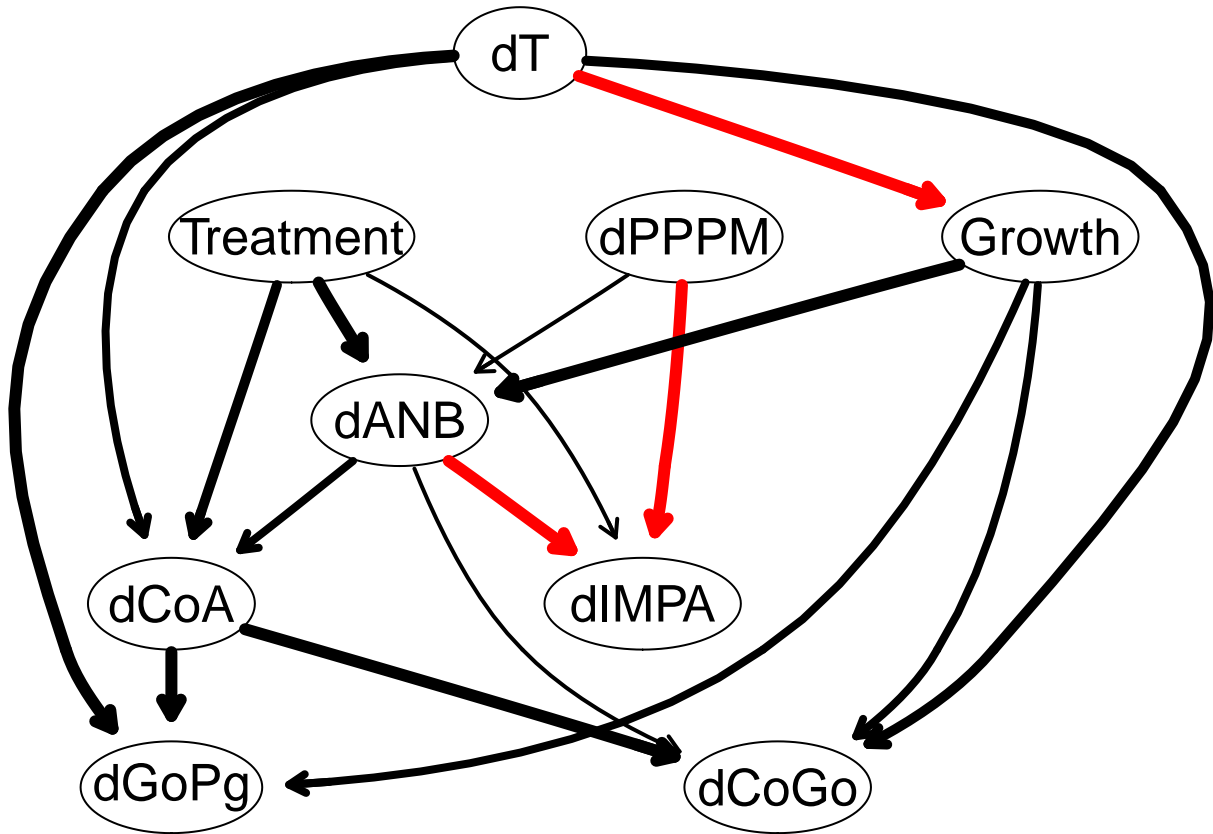 dT
Treatment
dPPPM
Growth
dANB
dCoA
dIMPA
dGoPg
dCoGo